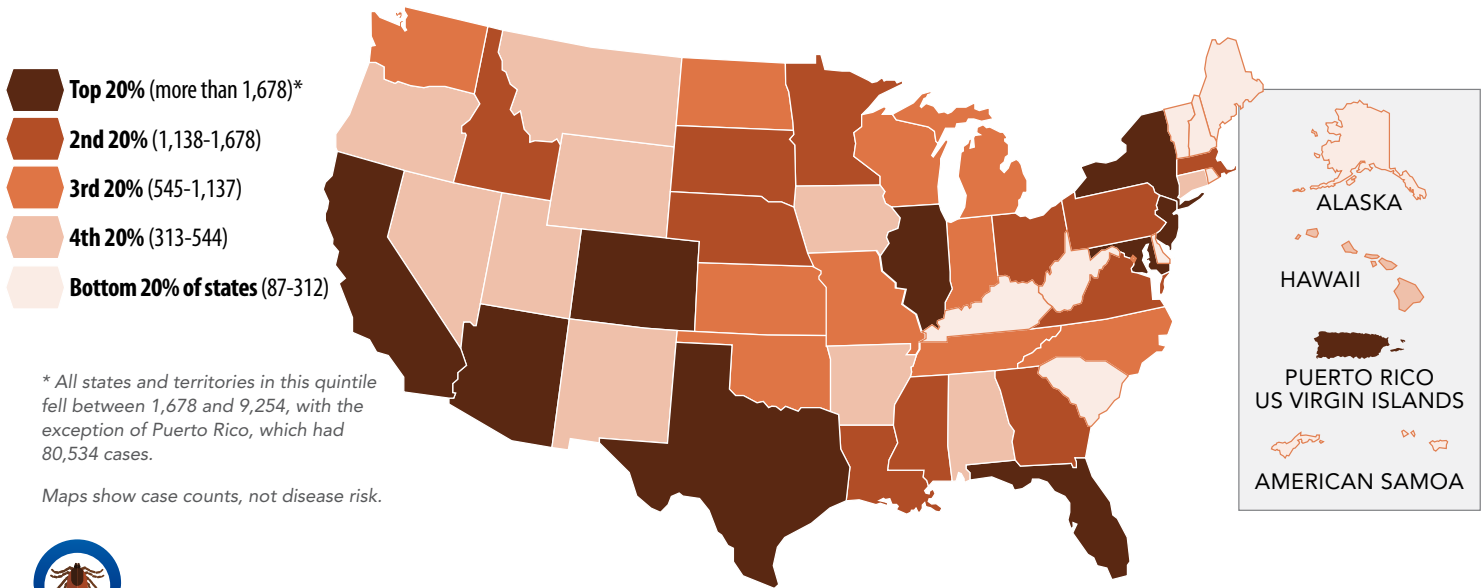 Top 20% (more than 1,678)*
2nd 20% (1,138-1,678)
3rd 20% (545-1,137)
4th 20% (313-544)
Bottom 20% of states (87-312)
* All states and territories in this quintile
fell between 1,678 and 9,254, with the
exception of Puerto Rico, which had
80,534 cases.
Maps show case counts, not disease risk.
ALASKA
HAWAII
PUERTO RICO
US VIRGIN ISLANDS
AMERICAN SAMOA